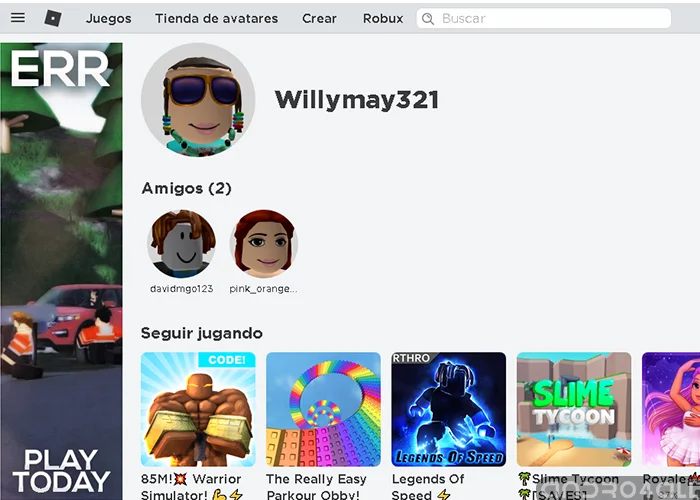 Juegos Tienda de avatares Crear Robux Buscar
ERR
Willymay321
Amigos (2)
davidmgo123 pink_orange...
Seguir jugando
CODE!
RTHRO
LEGENDS OF SPEED
SLIME
TYCOON
PLAY
TODAY
85M!💥 Warrior
Simulator! 💪⚡
The Really Easy
Parkour Obby!
Legends Of
Speed ⚡
🌴Slime Tycoon
🌴[SAVES!]
Royale